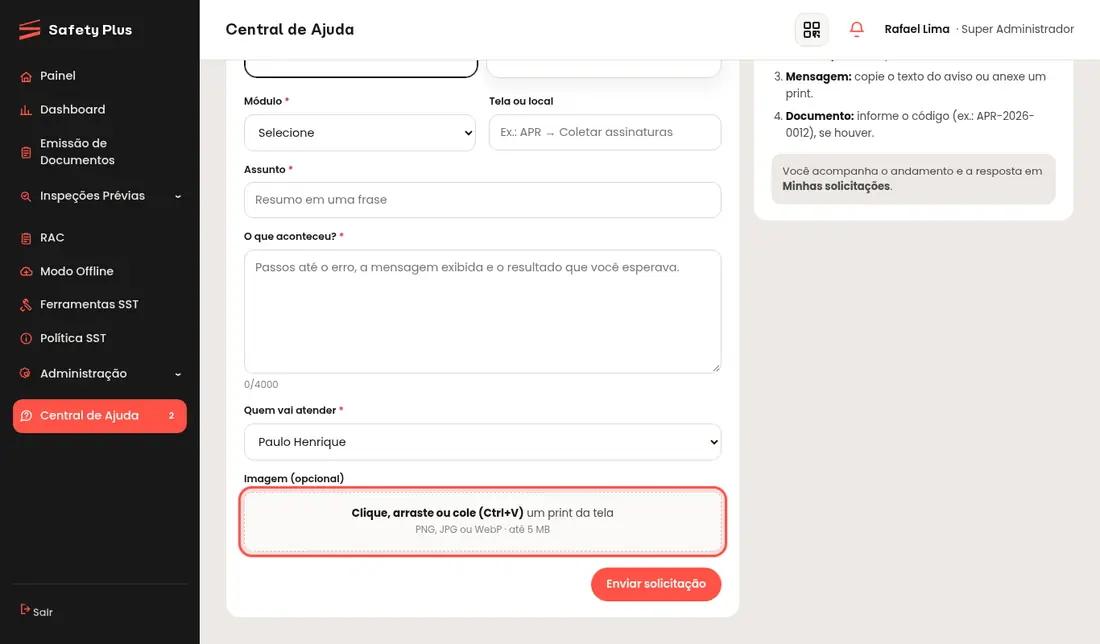 Safety Plus
Painel
Dashboard
Emissão de
Documentos
Inspeções Prévias
RAC
Modo Offline
Ferramentas SST
Política SST
Administração
Central de Ajuda 2
Sair
Central de Ajuda
Rafael Lima · Super Administrador
Módulo *
Selecione
Tela ou local
Ex.: APR → Coletar assinaturas
Assunto *
Resumo em uma frase
O que aconteceu? *
Passos até o erro, a mensagem exibida e o resultado que você esperava.
0/4000
Quem vai atender *
Paulo Henrique
Imagem (opcional)
Clique, arraste ou cole (Ctrl+V) um print da tela
PNG, JPG ou WebP · até 5 MB
Enviar solicitação
3. Mensagem: copie o texto do aviso ou anexe um
print.
4. Documento: informe o código (ex.: APR-2026-
0012), se houver.
Você acompanha o andamento e a resposta em
Minhas solicitações.